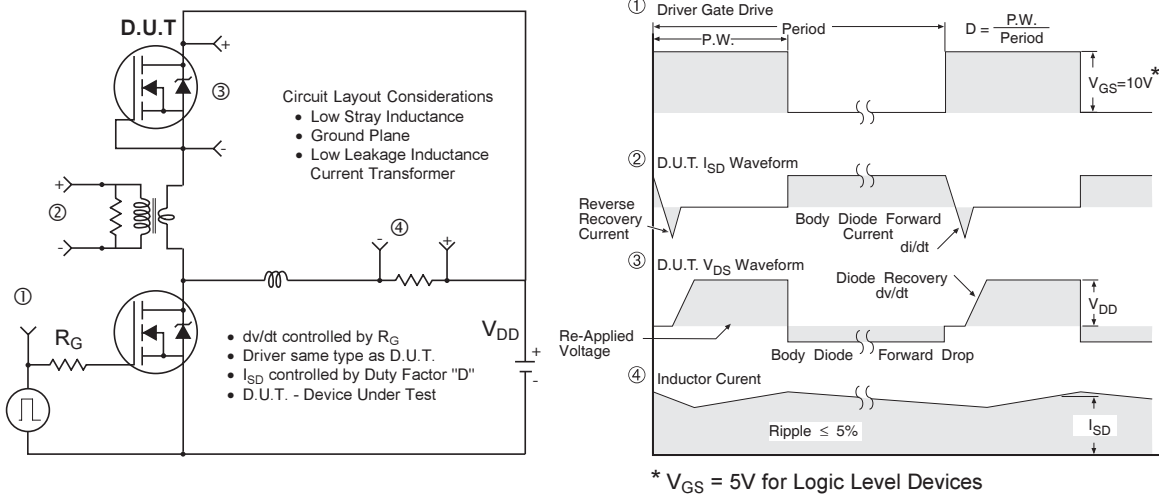 D.U.T
+
③
-
Circuit Layout Considerations
• Low Stray Inductance
• Ground Plane
• Low Leakage Inductance
Current Transformer
+
②
-
④
- +
①
R_G
• dv/dt controlled by R_G
• Driver same type as D.U.T.
• I_SD controlled by Duty Factor "D"
• D.U.T. - Device Under Test
V_DD
+
-
① Driver Gate Drive
P.W.
Period
D = P.W. / Period
V_GS=10V*
② D.U.T. I_SD Waveform
Reverse
Recovery
Current
Body Diode Forward
Current
di/dt
③ D.U.T. V_DS Waveform
Diode Recovery
dv/dt
V_DD
Re-Applied
Voltage
Body Diode Forward Drop
④ Inductor Curent
Ripple ≤ 5%
I_SD
* V_GS = 5V for Logic Level Devices